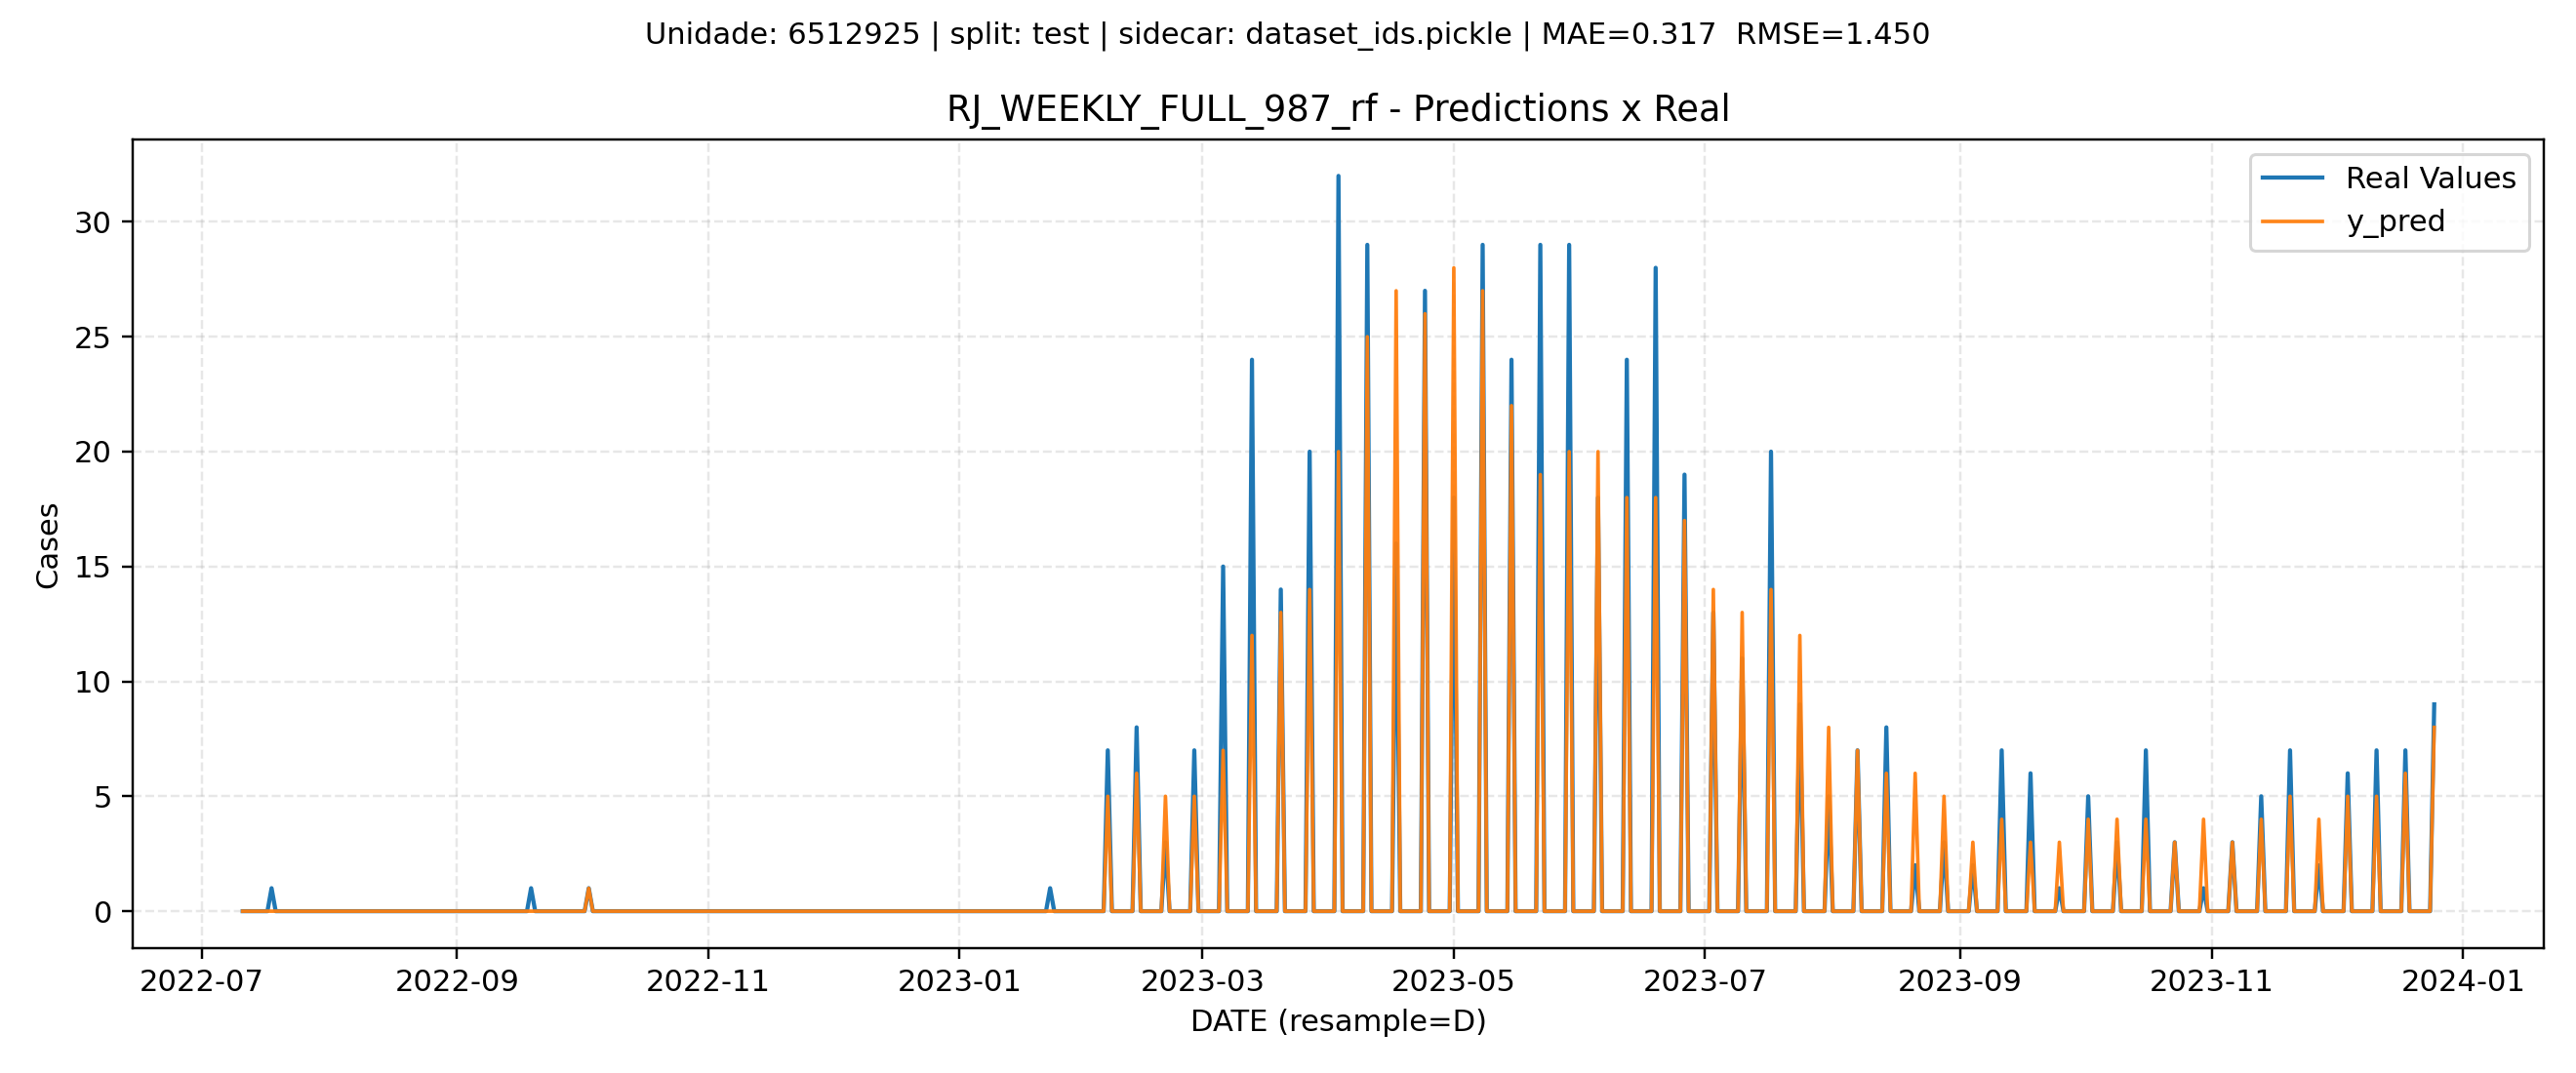 Unidade: 6512925 | split: test | sidecar: dataset_ids.pickle | MAE=0.317  RMSE=1.450
RJ_WEEKLY_FULL_987_rf - Predictions x Real
Real Values
y_pred
Cases
30
25
20
15
10
5
0
2022-07
2022-09
2022-11
2023-01
2023-03
2023-05
2023-07
2023-09
2023-11
2024-01
DATE (resample=D)